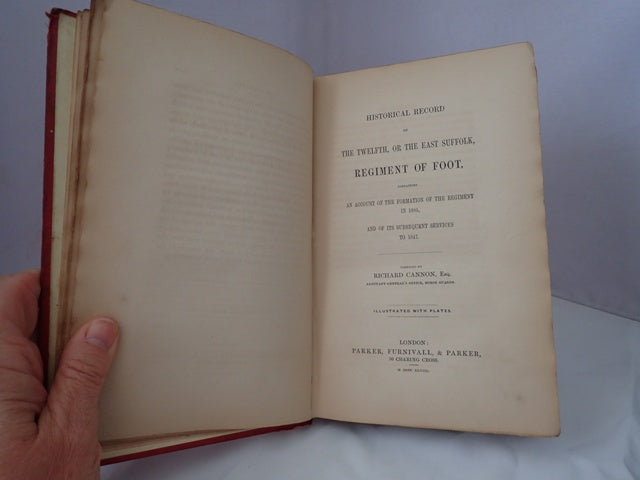 HISTORICAL RECORD
OF
THE TWELFTH, OR THE EAST SUFFOLK,
REGIMENT OF FOOT,
CONTAINING
AN ACCOUNT OF THE FORMATION OF THE REGIMENT
IN 1685,
AND OF ITS SUBSEQUENT SERVICES
TO 1847.
COMPILED BY
RICHARD CANNON, Esq.
ADJUTANT-GENERAL'S OFFICE, HORSE GUARDS.
ILLUSTRATED WITH PLATES.
LONDON:
PARKER, FURNIVALL, & PARKER,
30 CHARING CROSS.